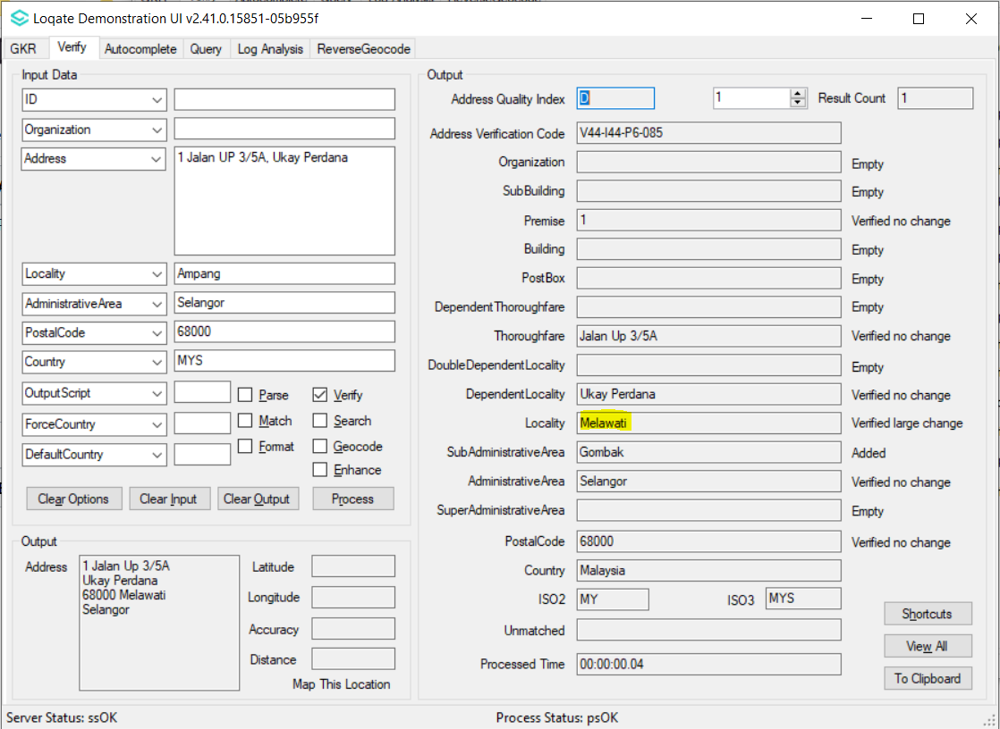 Loqate Demonstration UI v2.41.0.15851-05b955f
GKR Verify Autocomplete Query Log Analysis ReverseGeocode
Input Data
ID
Organization
Address 1 Jalan UP 3/5A, Ukay Perdana
Locality Ampang
AdministrativeArea Selangor
PostalCode 68000
Country MYS
OutputScript Parse Verify
ForceCountry Match Search
DefaultCountry Format Geocode
Enhance
Clear Options Clear Input Clear Output Process
Output
Address 1 Jalan Up 3/5A
Ukay Perdana
68000 Melawati
Selangor
Latitude
Longitude
Accuracy
Distance
Map This Location
Output
Address Quality Index D 1 Result Count 1
Address Verification Code V44-I44-P6-085
Organization Empty
SubBuilding Empty
Premise 1 Verified no change
Building Empty
PostBox Empty
DependentThoroughfare Empty
Thoroughfare Jalan Up 3/5A Verified no change
DoubleDependentLocality Empty
DependentLocality Ukay Perdana Verified no change
Locality Melawati Verified large change
SubAdministrativeArea Gombak Added
AdministrativeArea Selangor Verified no change
SuperAdministrativeArea Empty
PostalCode 68000 Verified no change
Country Malaysia
ISO2 MY ISO3 MYS
Unmatched
Processed Time 00:00:00.04
Shortcuts
View All
To Clipboard
Server Status: ssOK Process Status: psOK